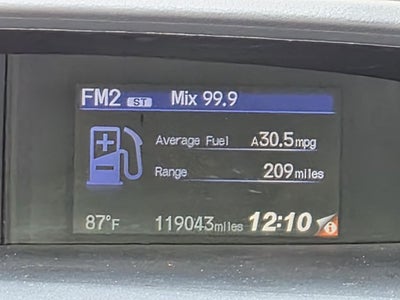 FM2 ST Mix 99.9
Average Fuel A30.5mpg
Range 209miles
87°F 119043miles 12:10 i